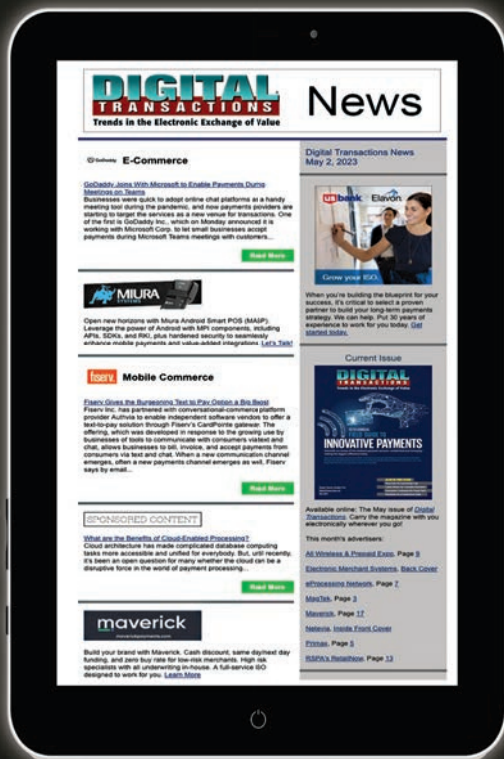 DIGITAL
TRANSACTIONS
Trends in the Electronic Exchange of Value
News
GoDaddy
E-Commerce
GoDaddy Joins With Microsoft to Enable Payments During
Meetings on Teams
Businesses were quick to adopt online chat platforms as a handy
meeting tool during the pandemic, and now payments providers are
starting to target the services as a new venue for transactions. One
of the first is GoDaddy Inc., which on Monday announced it is
working with Microsoft Corp. to let small businesses accept
payments during Microsoft Teams meetings with customers...
Read More
MIURA
SYSTEMS
Open new horizons with Miura Android Smart POS (MASP):
Leverage the power of Android with MPI components, including
APIs, SDKs, and RKI, plus hardened security to seamlessly
enhance mobile payments and value-added integrations. Let's Talk!
fiserv.
Mobile Commerce
Fiserv Gives the Burgeoning Text to Pay Option a Big Boost
Fiserv Inc. has partnered with conversational-commerce platform
provider Authvia to enable independent software vendors to offer a
text-to-pay solution through Fiserv's CardPointe gateway. The
offering, which was developed in response to the growing use by
businesses of tools to communicate with consumers viatext and
chat, allows businesses to bill, invoice, and accept payments from
consumers via text and chat. When a new communication channel
emerges, often a new payments channel emerges as well, Fiserv
says by email...
Read More
SPONSORED CONTENT
What are the Benefits of Cloud-Enabled Processing?
Cloud architecture has made complicated database computing
tasks more accessible and unified for everybody. But, until recently,
it's been an open question for many whether the cloud can be a
disruptive force in the world of payment processing...
Read More
maverick
maverickpayments.com
Build your brand with Maverick. Cash discount, same day/next day
funding, and zero buy rate for low-risk merchants. High risk
specialists with all underwriting in-house. A full-service ISO
designed to work for you. Learn More
Digital Transactions News
May 2, 2023
us bank
Elavon
Grow your ISO.
When you're building the blueprint for your
success, it's critical to select a proven
partner to build your long-term payments
strategy. We can help. Put 30 years of
experience to work for you today. Get
started today.
Current Issue
DIGITAL
TRANSACTIONS
Trends in the Electronic Exchange of Value
INNOVATIVE PAYMENTS
Available online: The May issue of Digital
Transactions. Carry the magazine with you
electronically wherever you go!
This month's advertisers:
All Wireless & Prepaid Expo, Page 9
Electronic Merchant Systems, Back Cover
eProcessing Network, Page 7
MagTek, Page 3
Maverick, Page 17
Netevia, Inside Front Cover
Primax, Page 5
RSPA's RetailNow, Page 13